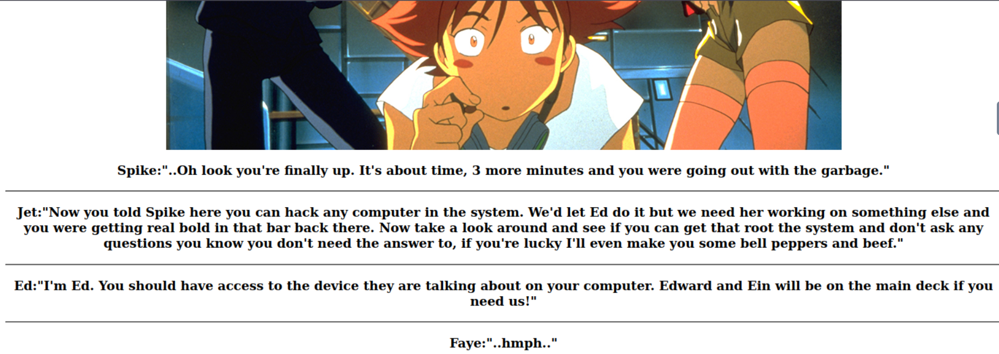 Spike:"..Oh look you're finally up. It's about time, 3 more minutes and you were going out with the garbage."
Jet:"Now you told Spike here you can hack any computer in the system. We'd let Ed do it but we need her working on something else and
you were getting real bold in that bar back there. Now take a look around and see if you can get that root the system and don't ask any
questions you know you don't need the answer to, if you're lucky I'll even make you some bell peppers and beef."
Ed:"I'm Ed. You should have access to the device they are talking about on your computer. Edward and Ein will be on the main deck if you
need us!"
Faye:"..hmph.."